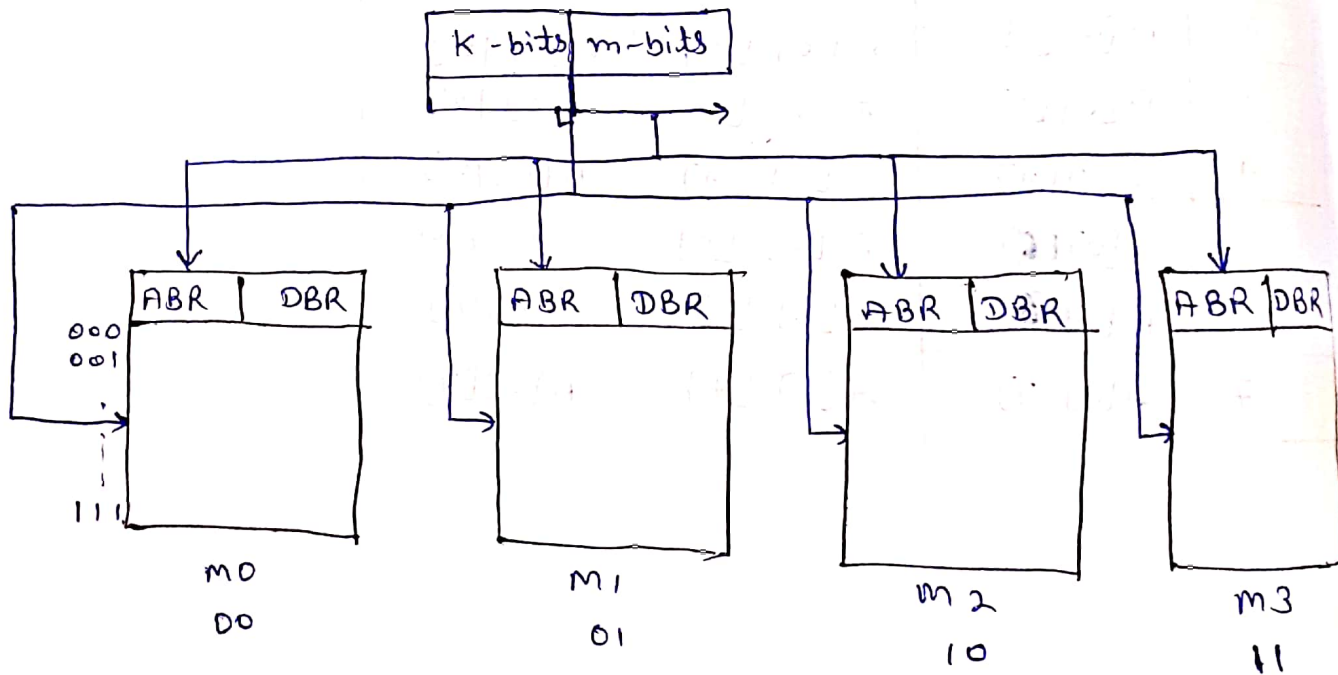 K-bits m-bits
ABR DBR ABR DBR ABR DBR ABR DBR
000
001
111
M0 M1 M2 M3
00 01 10 11